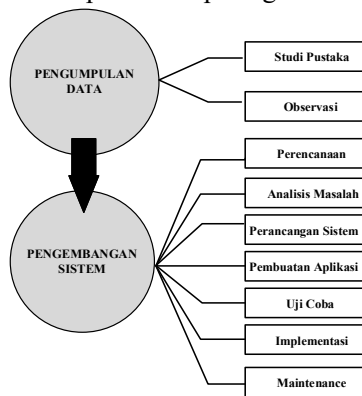 PENGUMPULAN
DATA
Studi Pustaka
Observasi
PENGEMBANGAN
SISTEM
Perencanaan
Analisis Masalah
Perancangan Sistem
Pembuatan Aplikasi
Uji Coba
Implementasi
Maintenance